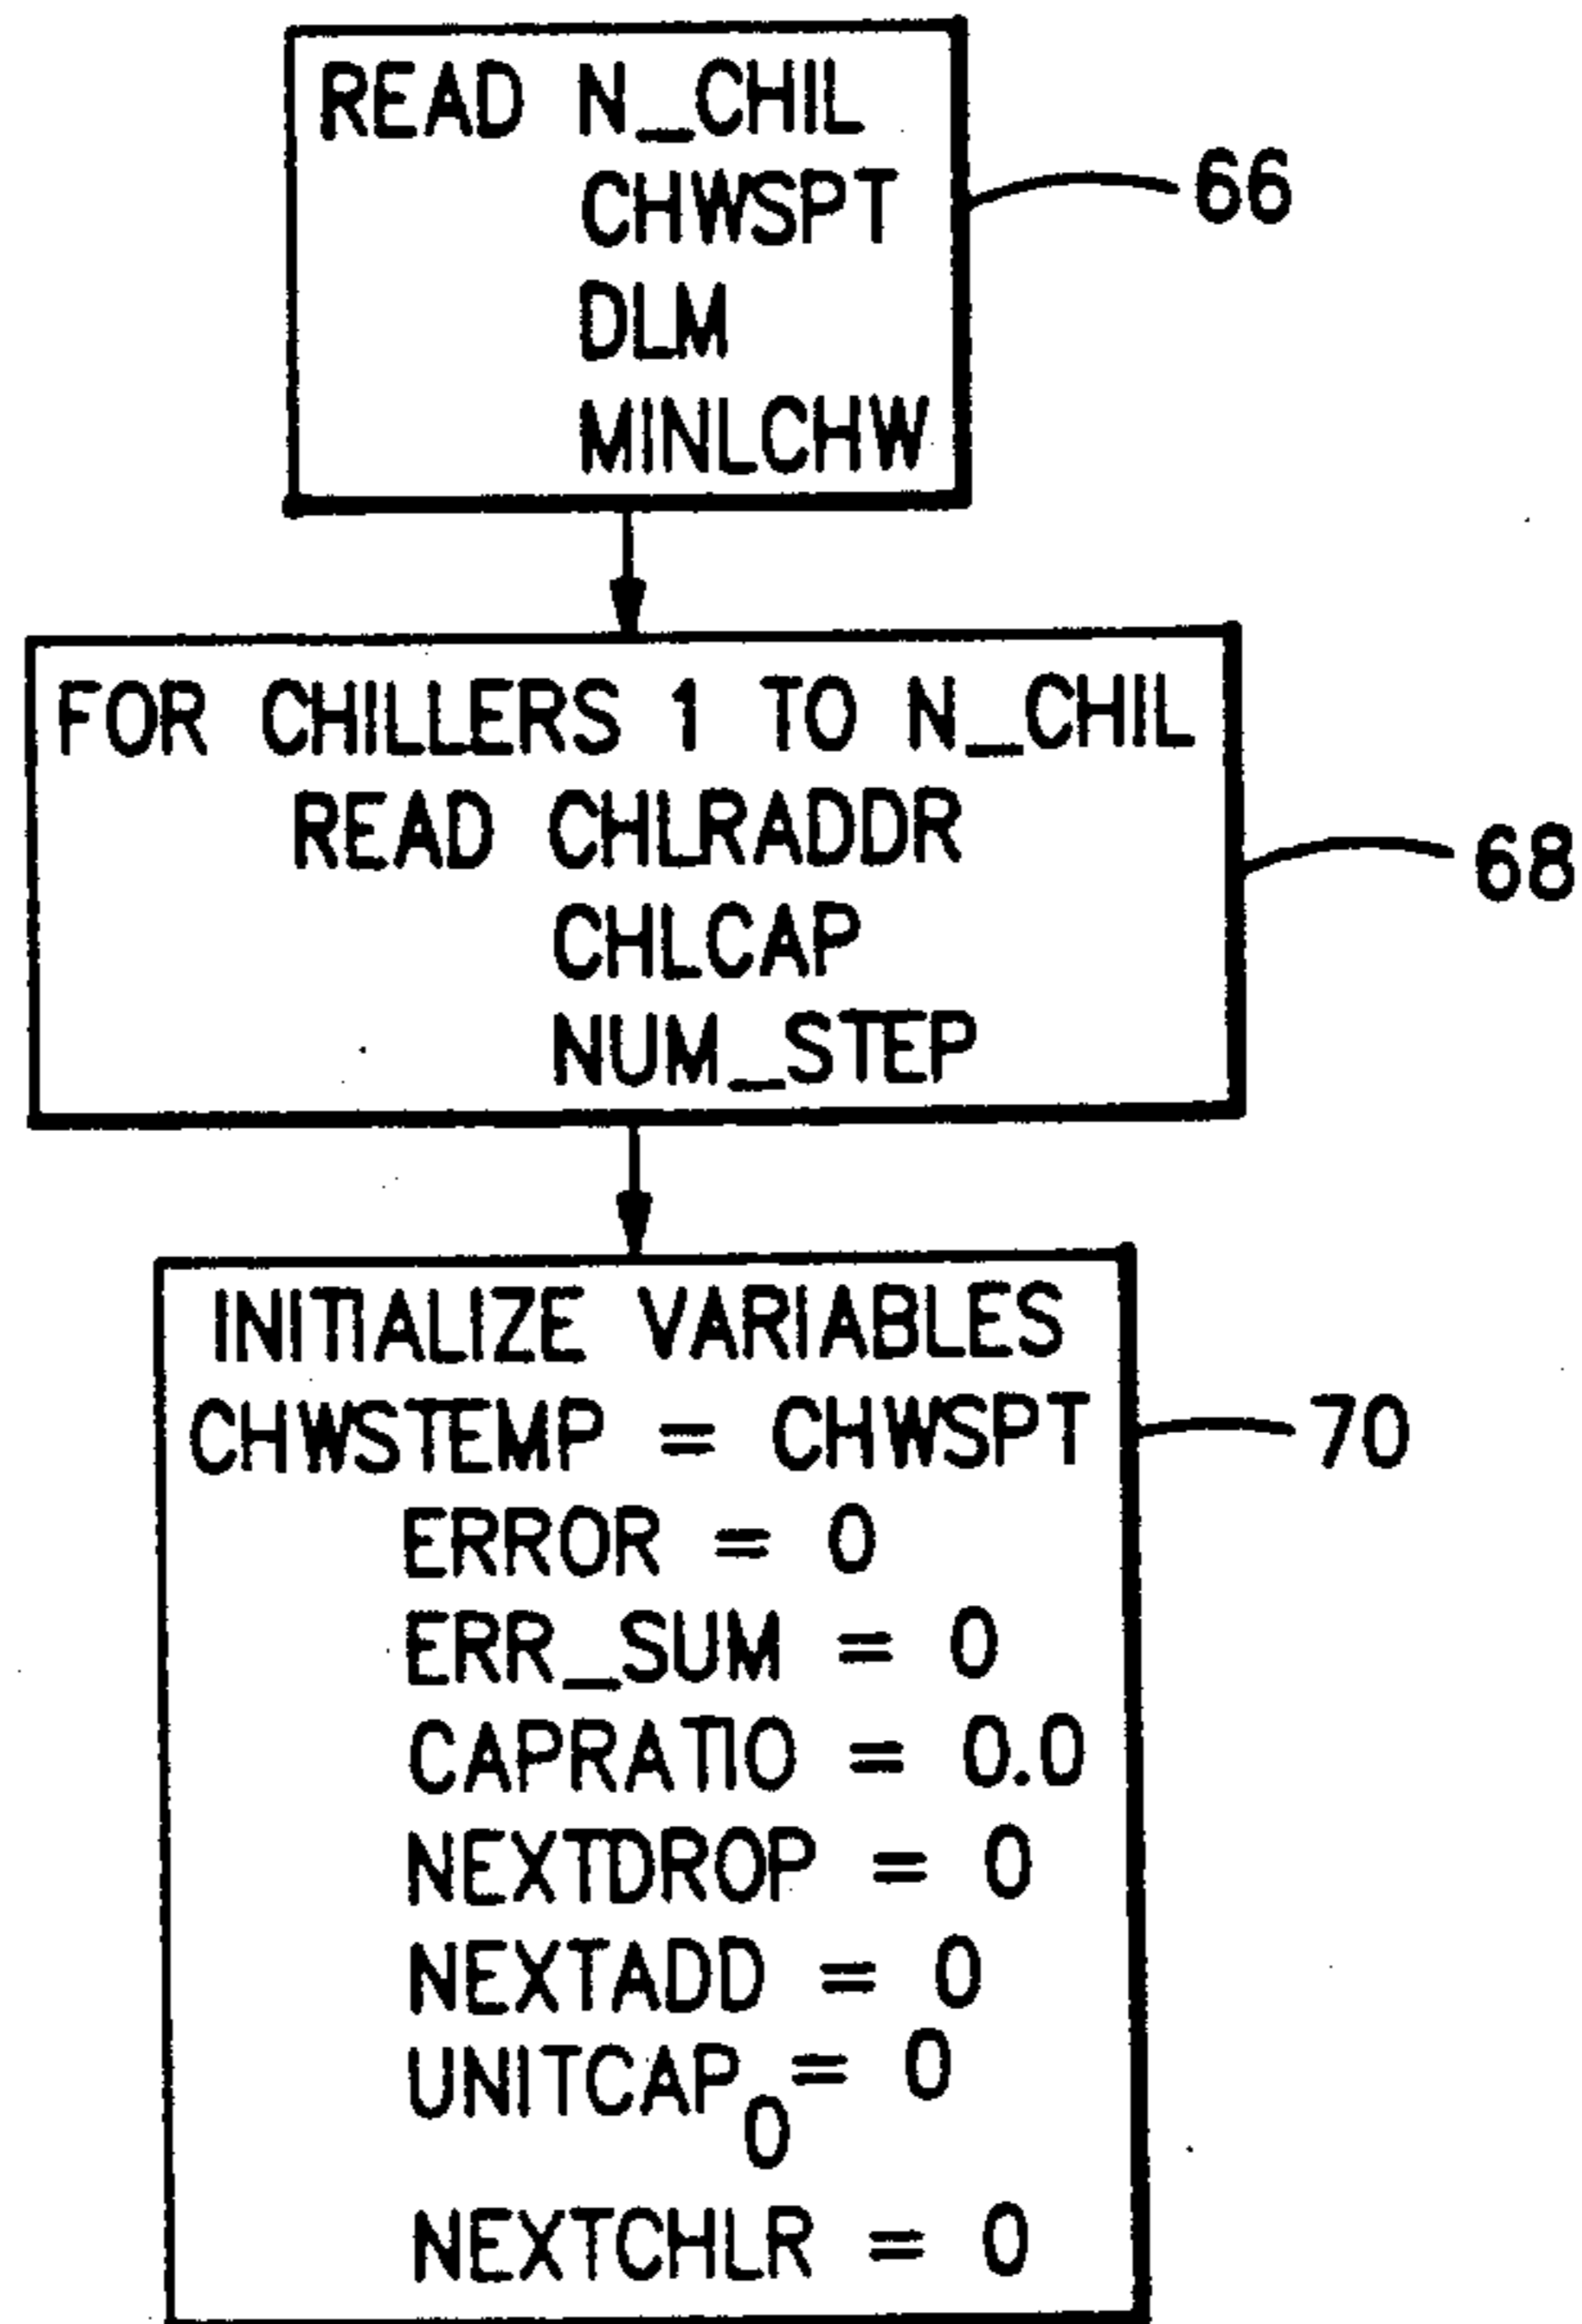 READ N_CHIL
CHWSPT
DLM
MINLCHW
66
FOR CHILLERS 1 TO N_CHIL
READ CHLRADDR
CHLCAP
NUM_STEP
68
INITIALIZE VARIABLES
CHWSTEMP = CHWSPT
70
ERROR = 0
ERR_SUM = 0
CAPRATIO = 0.0
NEXTDROP = 0
NEXTADD = 0
UNITCAP₀ = 0
NEXTCHLR = 0